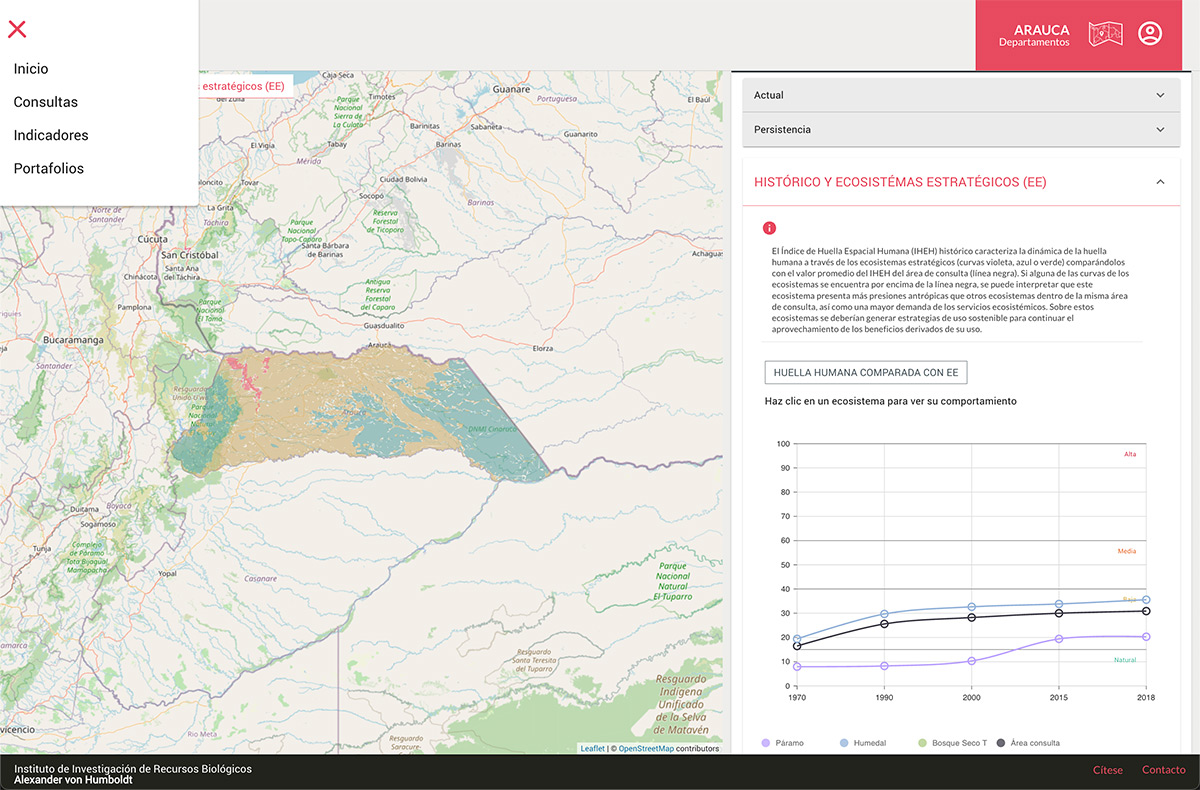 Inicio
Consultas
Indicadores
Portafolios
ARAUCA
Departamentos
s estratégicos (EE)
Caja Seca
Timotes
Guanare
Portuguesa
El Baúl
Parque
Nacional
Sierra de
La Culata
Barinitas
Sabaneta
Guanarito
Barinas
El Vigía
Tabay
Mérida
Ciudad Bolivia
Tovar
Socopó
Barinas
La Grita
Reserva
Forestal
de Ticoporo
Norte de
Santander
Táchira
Parque
Nacional
Tapo-Caparo
Cúcuta
San Cristóbal
Santa Bárbara
de Barinas
Achaguas
Santa Ana
del Táchira
Chinácota
Antigua
Reserva
Forestal
del Caparo
Pamplona
Parque
Nacional
El Tama
Guasdualito
Bucaramanga
Arauca
Elorza
Santander
Resguardo
Unido U'wa
Parque
Nacional
Natural
Arauca
DNMI Cinaruco
Duitama
Boyacá
Sogamoso
Tunja
Complejo
de Páramo
Tota Bijagual
Mamapacha
Yopal
Casanare
Parque
Nacional
Natural
El Tuparro
Resguardo
Santa Teresita
del Tuparro
Resguardo
Indígena
Unificado
de la Selva
de Matavén
Río Meta
Resguardo
Saracure
Leaflet | © OpenStreetMap contributors
Actual
Persistencia
HISTÓRICO Y ECOSISTÉMAS ESTRATÉGICOS (EE)
El Índice de Huella Espacial Humana (IHEH) histórico caracteriza la dinámica de la huella
humana a través de los ecosistemas estratégicos (curvas violeta, azul o verde) comparándolos
con el valor promedio del IHEH del área de consulta (línea negra). Si alguna de las curvas de los
ecosistemas se encuentra por encima de la línea negra, se puede interpretar que este
ecosistema presenta más presiones antrópicas que otros ecosistemas dentro de la misma área
de consulta, así como una mayor demanda de los servicios ecosistémicos. Sobre estos
ecosistemas se deberían generar estrategias de uso sostenible para continuar el
aprovechamiento de los beneficios derivados de su uso.
HUELLA HUMANA COMPARADA CON EE
Haz clic en un ecosistema para ver su comportamiento
100
Alta
90
80
70
60
Media
50
40
Baja
30
20
Natural
10
0
1970 1990 2000 2015 2018
Páramo Humedal Bosque Seco T Área consulta
Instituto de Investigación de Recursos Biológicos
Alexander von Humboldt
Cítese Contacto